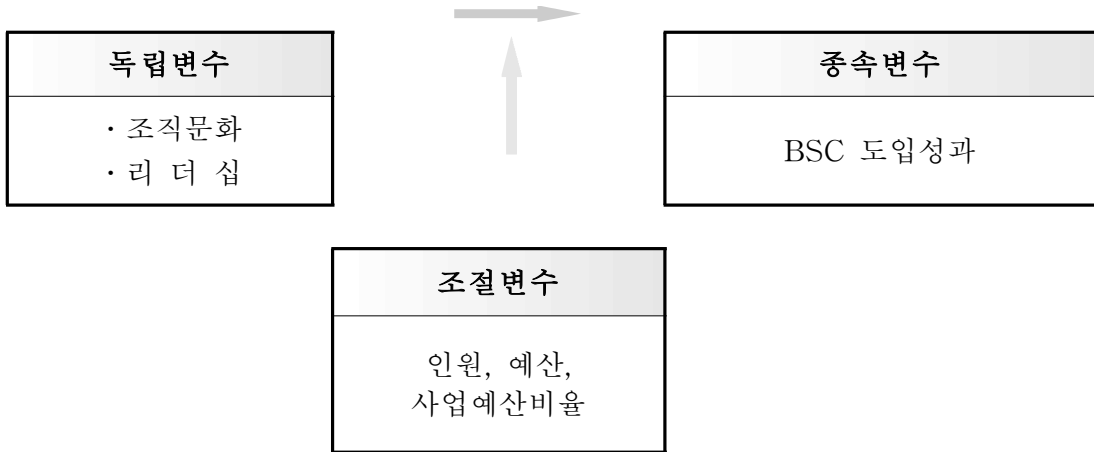 독립변수
· 조직문화
· 리 더 십
종속변수
BSC 도입성과
조절변수
인원, 예산,
사업예산비율